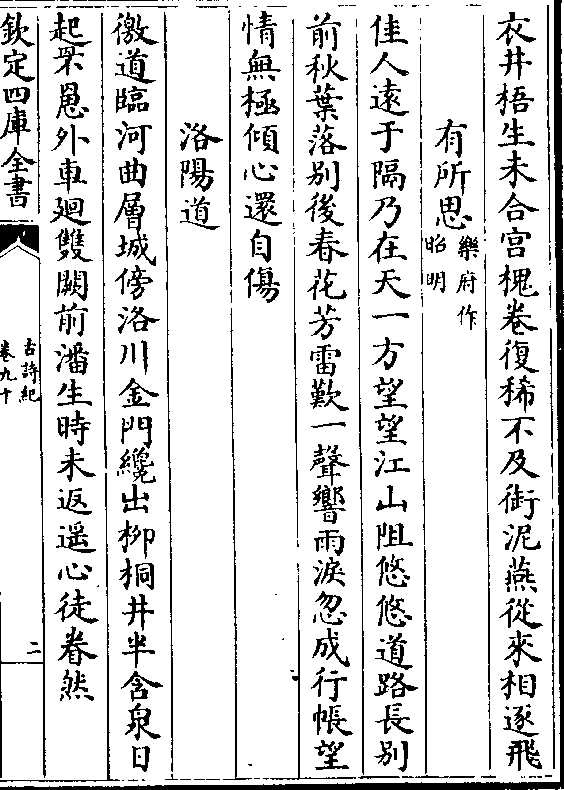 衣井梧生未合宫槐卷復稀不及銜泥燕從來相逐飛
有所思樂府作昭明
佳人逺于隔乃在天一方望望江山阻悠悠道路長别
前秋葉落别後春花芳雷歎一聲響雨淚忽成行悵望
情無極傾心還自傷
洛陽道
徼道臨河曲層城傍洛川金門纔出柳桐井半含泉日
起罘罳外車廻雙闕前潘生時未返遥心徒眷然
欽定四庫全書
古詩紀
卷九十
二